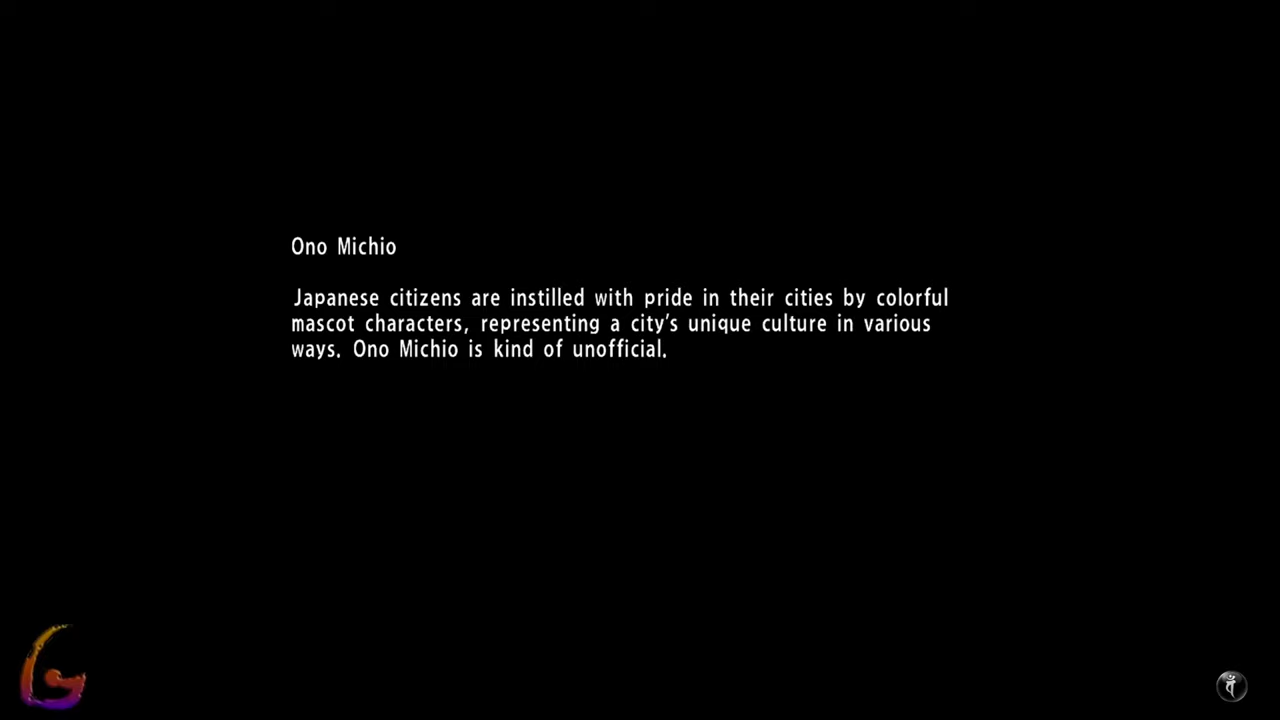 Ono Michio
Japanese citizens are instilled with pride in their cities by colorful
mascot characters, representing a city's unique culture in various
ways. Ono Michio is kind of unofficial.